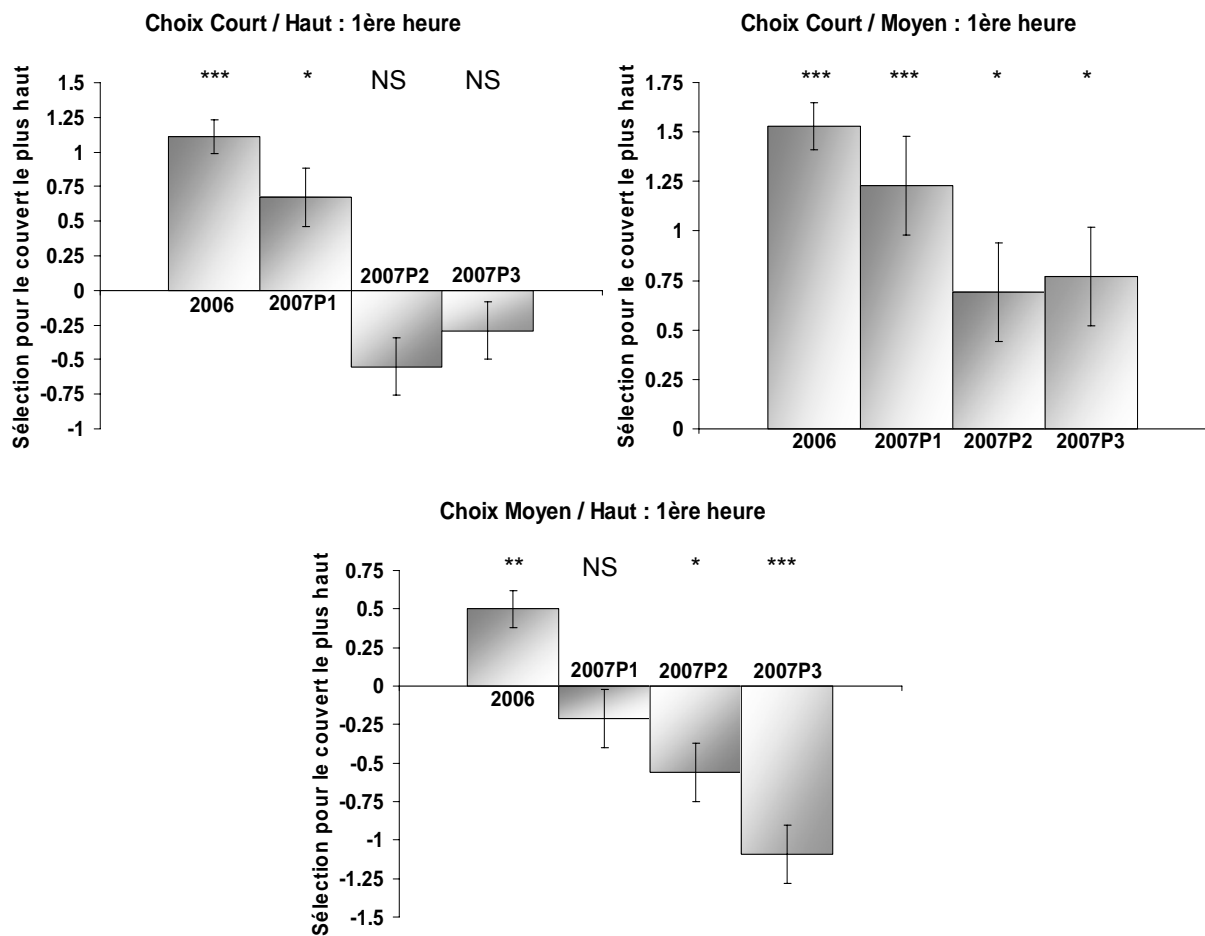 Choix Court / Haut : 1ère heure
*** * NS NS
Sélection pour le couvert le plus haut
1.5
1.25
1
0.75
0.5
0.25
0
-0.25
-0.5
-0.75
-1
2007P2 2007P3
2006 2007P1
Choix Court / Moyen : 1ère heure
*** *** * *
Sélection pour le couvert le plus haut
1.75
1.5
1.25
1
0.75
0.5
0.25
0
2006 2007P1 2007P2 2007P3
Choix Moyen / Haut : 1ère heure
** NS * ***
Sélection pour le couvert le plus haut
0.75
0.5
0.25
0
-0.25
-0.5
-0.75
-1
-1.25
-1.5
2007P1 2007P2 2007P3
2006